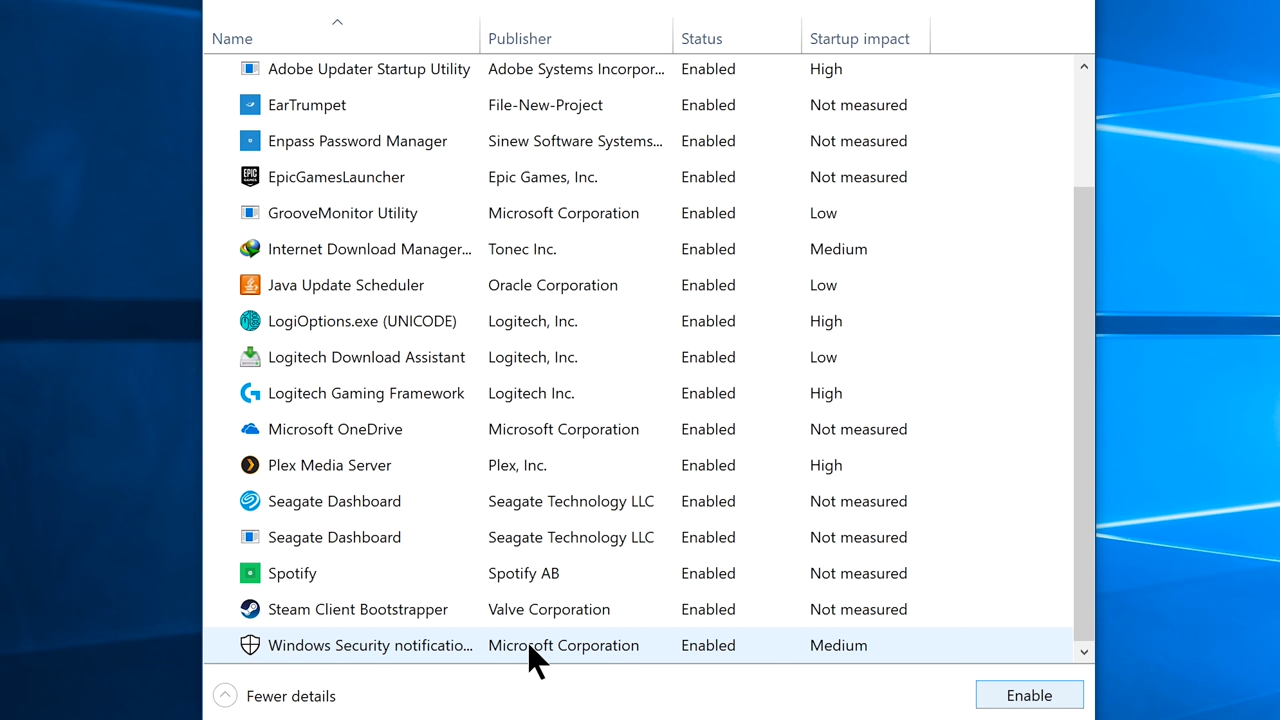 Name Publisher Status Startup impact
Adobe Updater Startup Utility Adobe Systems Incorpor... Enabled High
EarTrumpet File-New-Project Enabled Not measured
Enpass Password Manager Sinew Software Systems... Enabled Not measured
EPIC GAMES EpicGamesLauncher Epic Games, Inc. Enabled Not measured
GrooveMonitor Utility Microsoft Corporation Enabled Low
Internet Download Manager... Tonec Inc. Enabled Medium
Java Update Scheduler Oracle Corporation Enabled Low
LogiOptions.exe (UNICODE) Logitech, Inc. Enabled High
Logitech Download Assistant Logitech, Inc. Enabled Low
Logitech Gaming Framework Logitech Inc. Enabled High
Microsoft OneDrive Microsoft Corporation Enabled Not measured
Plex Media Server Plex, Inc. Enabled High
Seagate Dashboard Seagate Technology LLC Enabled Not measured
Seagate Dashboard Seagate Technology LLC Enabled Not measured
Spotify Spotify AB Enabled Not measured
Steam Client Bootstrapper Valve Corporation Enabled Not measured
Windows Security notificatio... Microsoft Corporation Enabled Medium
Fewer details Enable